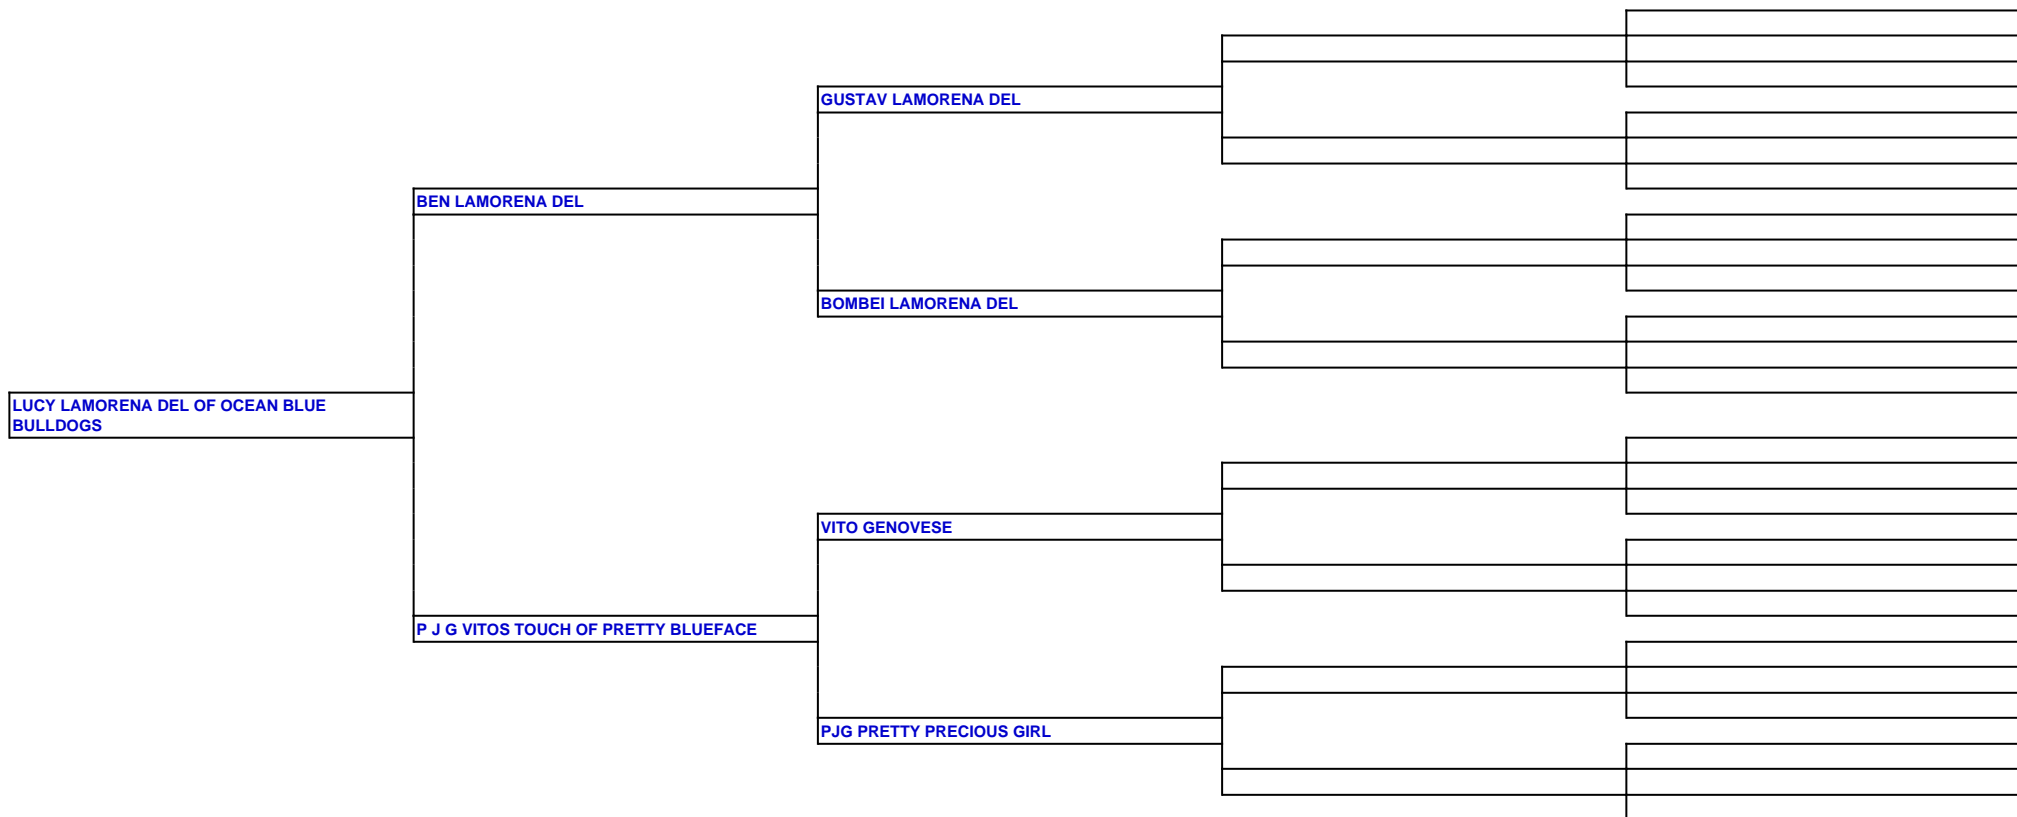 GUSTAV LAMORENA DEL
BEN LAMORENA DEL
BOMBEI LAMORENA DEL
LUCY LAMORENA DEL OF OCEAN BLUE
BULLDOGS
VITO GENOVESE
P J G VITOS TOUCH OF PRETTY BLUEFACE
PJG PRETTY PRECIOUS GIRL